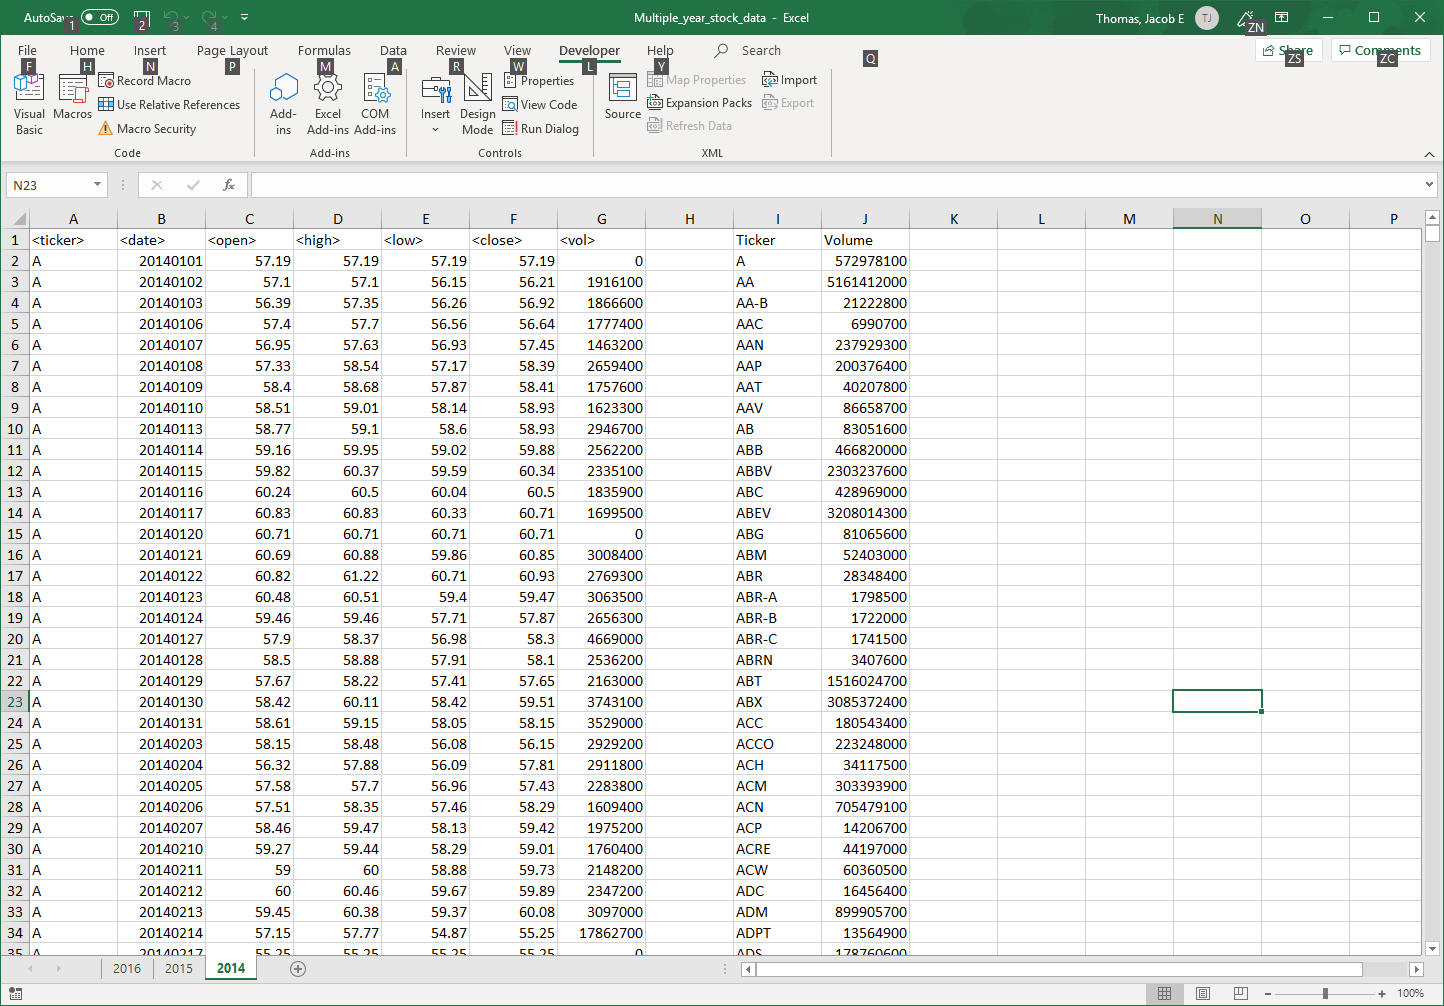 AutoSave Off 1 2 3 4 Multiple_year_stock_data - Excel Thomas, Jacob E TJ ZN
File Home Insert Page Layout Formulas Data Review View Developer Help Search Share Comments
F H N P M A R W L Y Q ZS ZC
Visual Basic Macros Record Macro Use Relative References Macro Security
Add-ins Excel Add-ins COM Add-ins
Insert Design Mode Properties View Code Run Dialog
Source Map Properties Expansion Packs Refresh Data Import Export
Code Add-ins Controls XML
N23 fx
A B C D E F G H I J K L M N O P
1 <ticker> <date> <open> <high> <low> <close> <vol> Ticker Volume
2 A 20140101 57.19 57.19 57.19 57.19 0 A 572978100
3 A 20140102 57.1 57.1 56.15 56.21 1916100 AA 5161412000
4 A 20140103 56.39 57.35 56.26 56.92 1866600 AA-B 21222800
5 A 20140106 57.4 57.7 56.56 56.64 1777400 AAC 6990700
6 A 20140107 56.95 57.63 56.93 57.45 1463200 AAN 237929300
7 A 20140108 57.33 58.54 57.17 58.39 2659400 AAP 200376400
8 A 20140109 58.4 58.68 57.87 58.41 1757600 AAT 40207800
9 A 20140110 58.51 59.01 58.14 58.93 1623300 AAV 86658700
10 A 20140113 58.77 59.1 58.6 58.93 2946700 AB 83051600
11 A 20140114 59.16 59.95 59.02 59.88 2562200 ABB 466820000
12 A 20140115 59.82 60.37 59.59 60.34 2335100 ABBV 2303237600
13 A 20140116 60.24 60.5 60.04 60.5 1835900 ABC 428969000
14 A 20140117 60.83 60.83 60.33 60.71 1699500 ABEV 3208014300
15 A 20140120 60.71 60.71 60.71 60.71 0 ABG 81065600
16 A 20140121 60.69 60.88 59.86 60.85 3008400 ABM 52403000
17 A 20140122 60.82 61.22 60.71 60.93 2769300 ABR 28348400
18 A 20140123 60.48 60.51 59.4 59.47 3063500 ABR-A 1798500
19 A 20140124 59.46 59.46 57.71 57.87 2656300 ABR-B 1722000
20 A 20140127 57.9 58.37 56.98 58.3 4669000 ABR-C 1741500
21 A 20140128 58.5 58.88 57.91 58.1 2536200 ABRN 3407600
22 A 20140129 57.67 58.22 57.41 57.65 2163000 ABT 1516024700
23 A 20140130 58.42 60.11 58.42 59.51 3743100 ABX 3085372400
24 A 20140131 58.61 59.15 58.05 58.15 3529000 ACC 180543400
25 A 20140203 58.15 58.48 56.08 56.15 2929200 ACCO 223248000
26 A 20140204 56.32 57.88 56.09 57.81 2911800 ACH 34117500
27 A 20140205 57.58 57.7 56.96 57.43 2283800 ACM 303393900
28 A 20140206 57.51 58.35 57.46 58.29 1609400 ACN 705479100
29 A 20140207 58.46 59.47 58.13 59.42 1975200 ACP 14206700
30 A 20140210 59.27 59.44 58.29 59.01 1760400 ACRE 44197000
31 A 20140211 59 60 58.88 59.73 2148200 ACW 60360500
32 A 20140212 60 60.46 59.67 59.89 2347200 ADC 16456400
33 A 20140213 59.45 60.38 59.37 60.08 3097000 ADM 899905700
34 A 20140214 57.15 57.77 54.87 55.25 17862700 ADPT 13564900
35 A 20140217 55.25 55.25 55.25 55.25 0 ADS 178760600
2016 2015 2014
100%